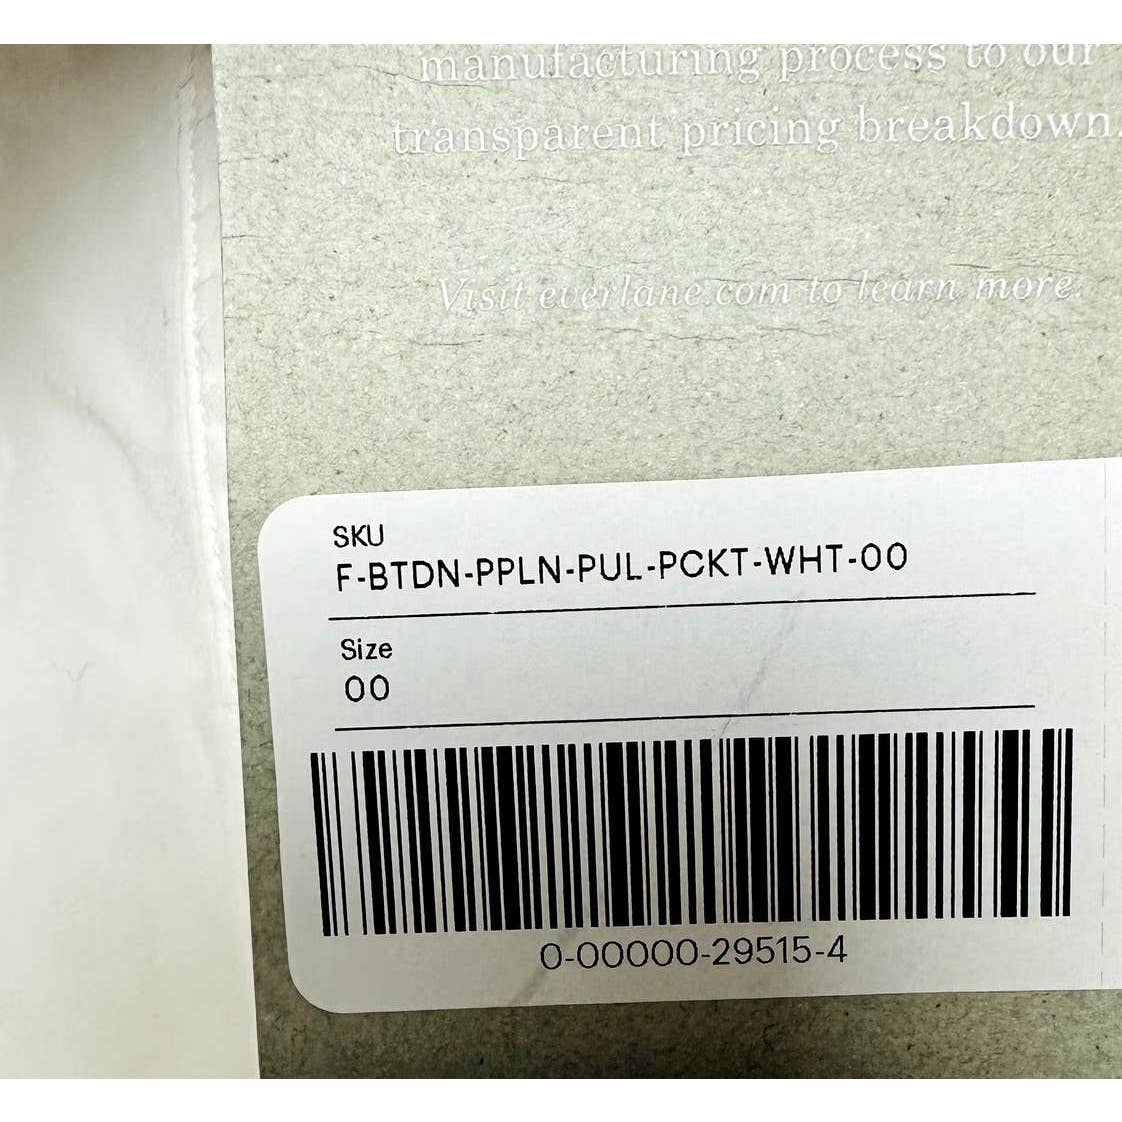 manufacturing process to our
transparent pricing breakdown.
Visit everlane.com to learn more.
SKU
F-BTDN-PPLN-PUL-PCKT-WHT-00
Size
00
0-00000-29515-4